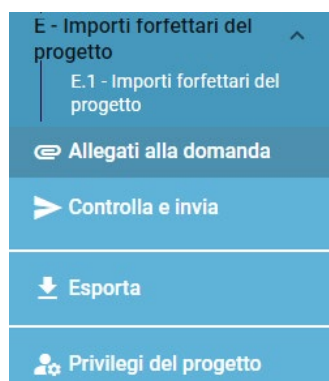 E - Importi forfettari del
progetto
E.1 - Importi forfettari del
progetto
Allegati alla domanda
Controlla e invia
Esporta
Privilegi del progetto